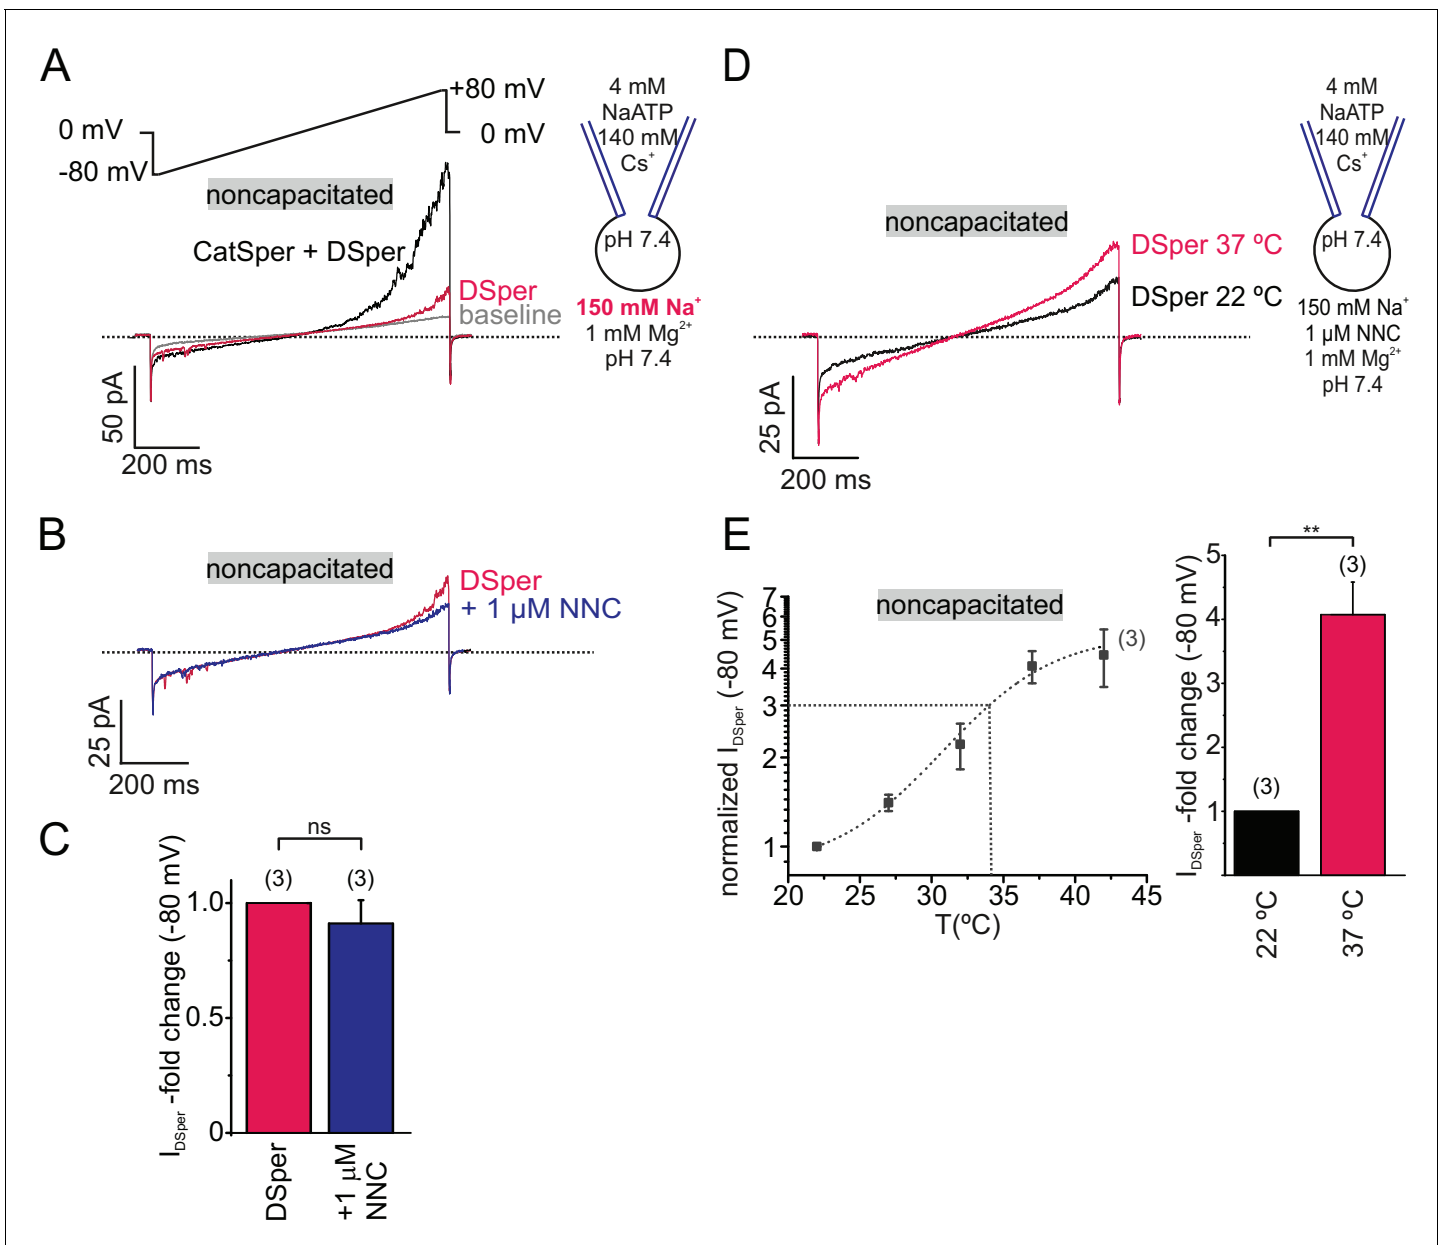 A
0 mV
-80 mV
+80 mV
0 mV
noncapacitated
CatSper + DSper
DSper
baseline
50 pA
200 ms
4 mM
NaATP
140 mM
Cs⁺
pH 7.4
150 mM Na⁺
1 mM Mg²⁺
pH 7.4
B
noncapacitated
DSper
+ 1 µM NNC
25 pA
200 ms
C
ns
(3)
(3)
I_DSper -fold change (-80 mV)
1.0
0.5
0
DSper
+1 µM
NNC
D
noncapacitated
DSper 37 ºC
DSper 22 ºC
25 pA
200 ms
4 mM
NaATP
140 mM
Cs⁺
pH 7.4
150 mM Na⁺
1 µM NNC
1 mM Mg²⁺
pH 7.4
E
noncapacitated
normalized I_DSper (-80 mV)
7
6
5
4
3
2
1
(3)
20 25 30 35 40 45
T(ºC)
**
I_DSper -fold change (-80 mV)
5
4
3
2
1
(3)
(3)
22 ºC
37 ºC